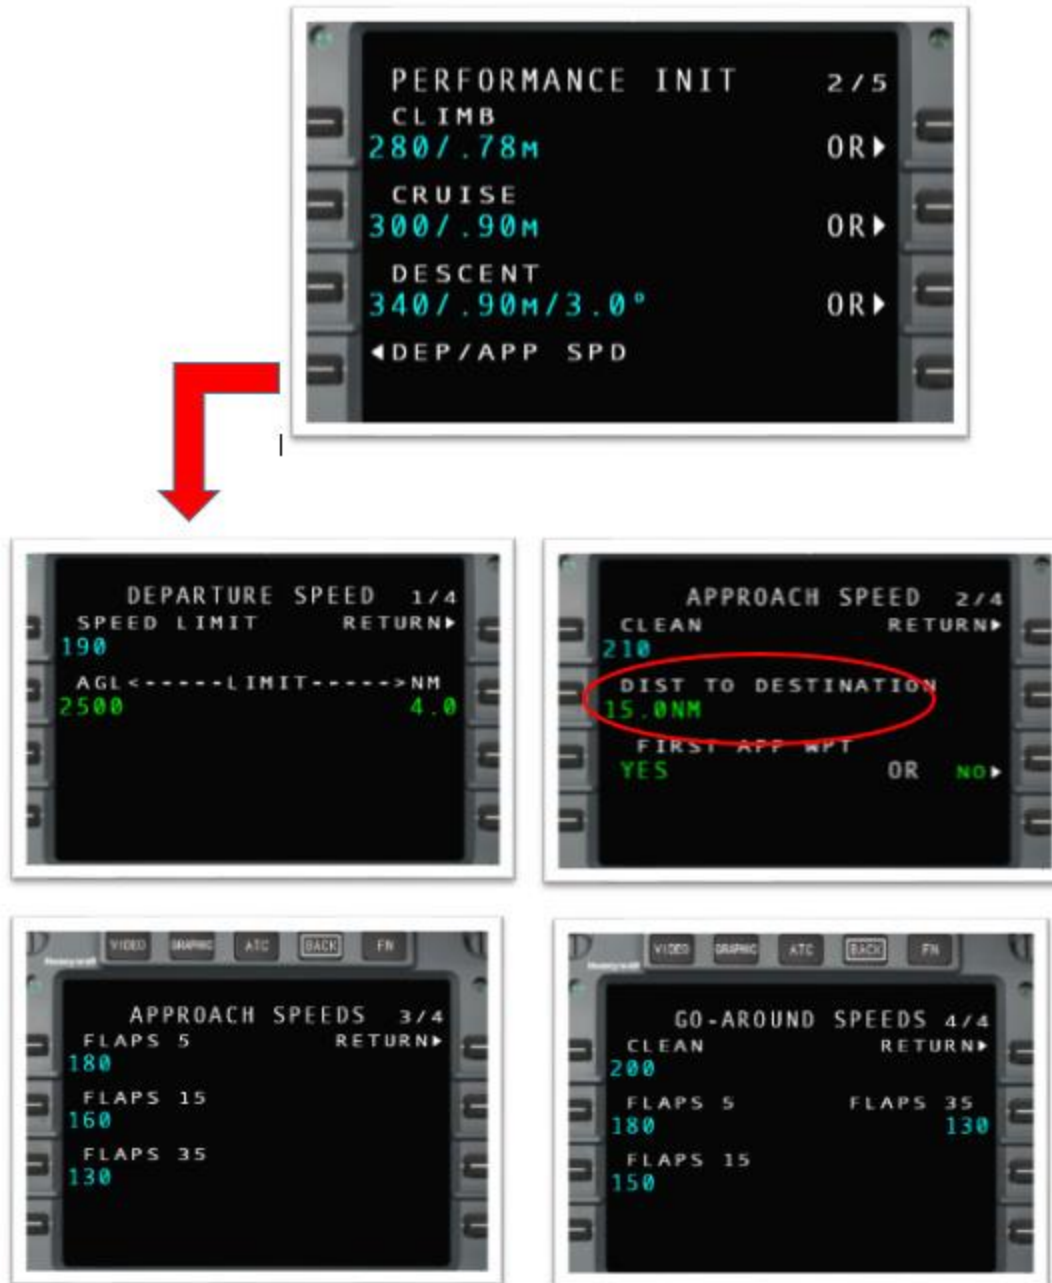 PERFORMANCE INIT 2/5
CLIMB
280/.78M OR▶
CRUISE
300/.90M OR▶
DESCENT
340/.90M/3.0° OR▶
◀DEP/APP SPD
DEPARTURE SPEED 1/4
SPEED LIMIT RETURN▶
190
AGL<-----LIMIT----->NM
2500 4.0
APPROACH SPEED 2/4
CLEAN RETURN▶
210
DIST TO DESTINATION
15.0NM
FIRST APP WPT
YES OR NO▶
VIDEO GRAPHIC ATC BACK FN
Honeywell
APPROACH SPEEDS 3/4
FLAPS 5 RETURN▶
180
FLAPS 15
160
FLAPS 35
130
VIDEO GRAPHIC ATC BACK FN
Honeywell
GO-AROUND SPEEDS 4/4
CLEAN RETURN▶
200
FLAPS 5 FLAPS 35
180 130
FLAPS 15
150